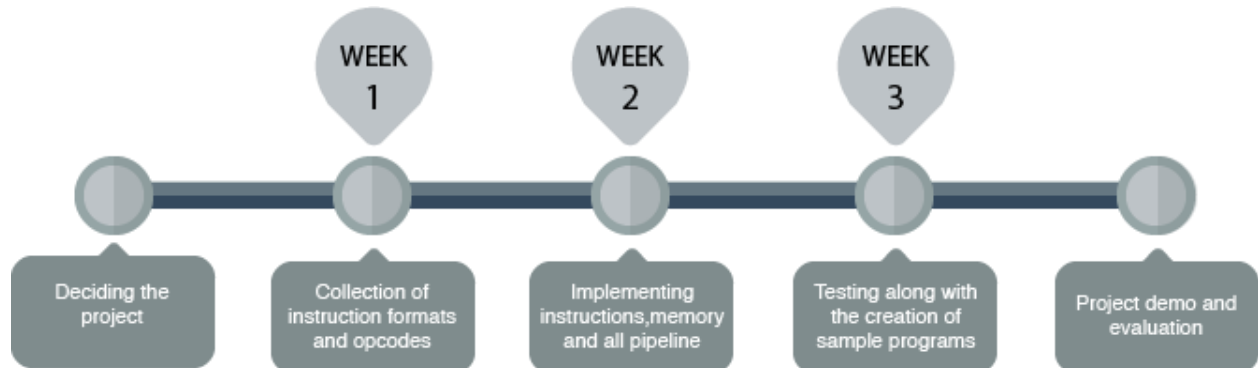 WEEK
1
WEEK
2
WEEK
3
Deciding the
project
Collection of
instruction formats
and opcodes
Implementing
instructions,memory
and all pipeline
Testing along with
the creation of
sample programs
Project demo and
evaluation